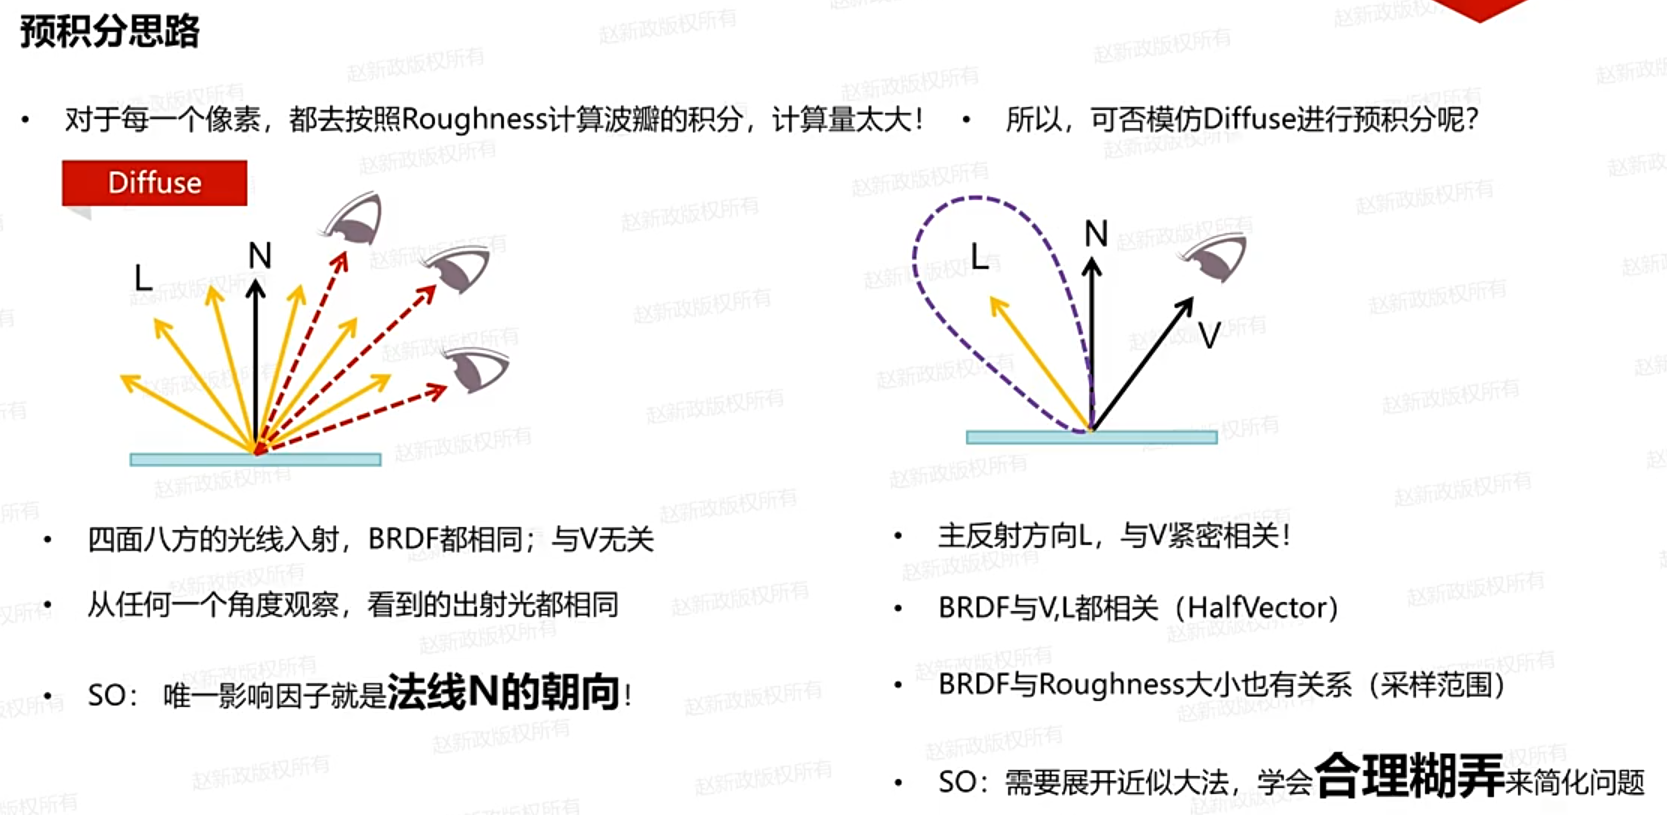 预积分思路
• 对于每一个像素，都去按照Roughness计算波瓣的积分，计算量太大！ • 所以，可否模仿Diffuse进行预积分呢？
Diffuse
L
N
• 四面八方的光线入射，BRDF都相同；与V无关
• 从任何一个角度观察，看到的出射光都相同
• SO： 唯一影响因子就是法线N的朝向！
L
N
V
• 主反射方向L，与V紧密相关！
• BRDF与V,L都相关（HalfVector）
• BRDF与Roughness大小也有关系（采样范围）
• SO：需要展开近似大法，学会合理糊弄来简化问题
赵新政版权所有